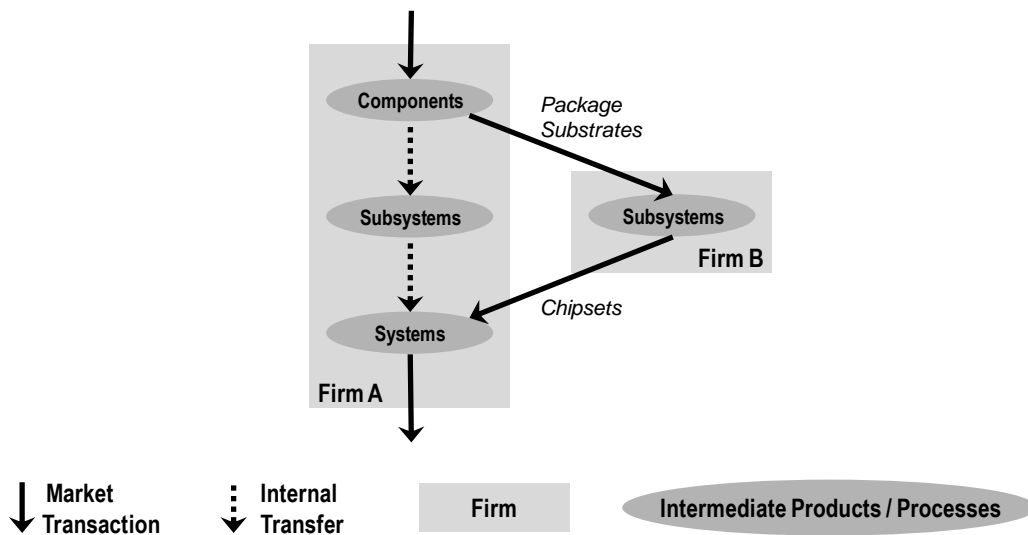 Components
Package
Substrates
Subsystems
Subsystems
Firm B
Chipsets
Systems
Firm A
Market
Transaction
Internal
Transfer
Firm
Intermediate Products / Processes